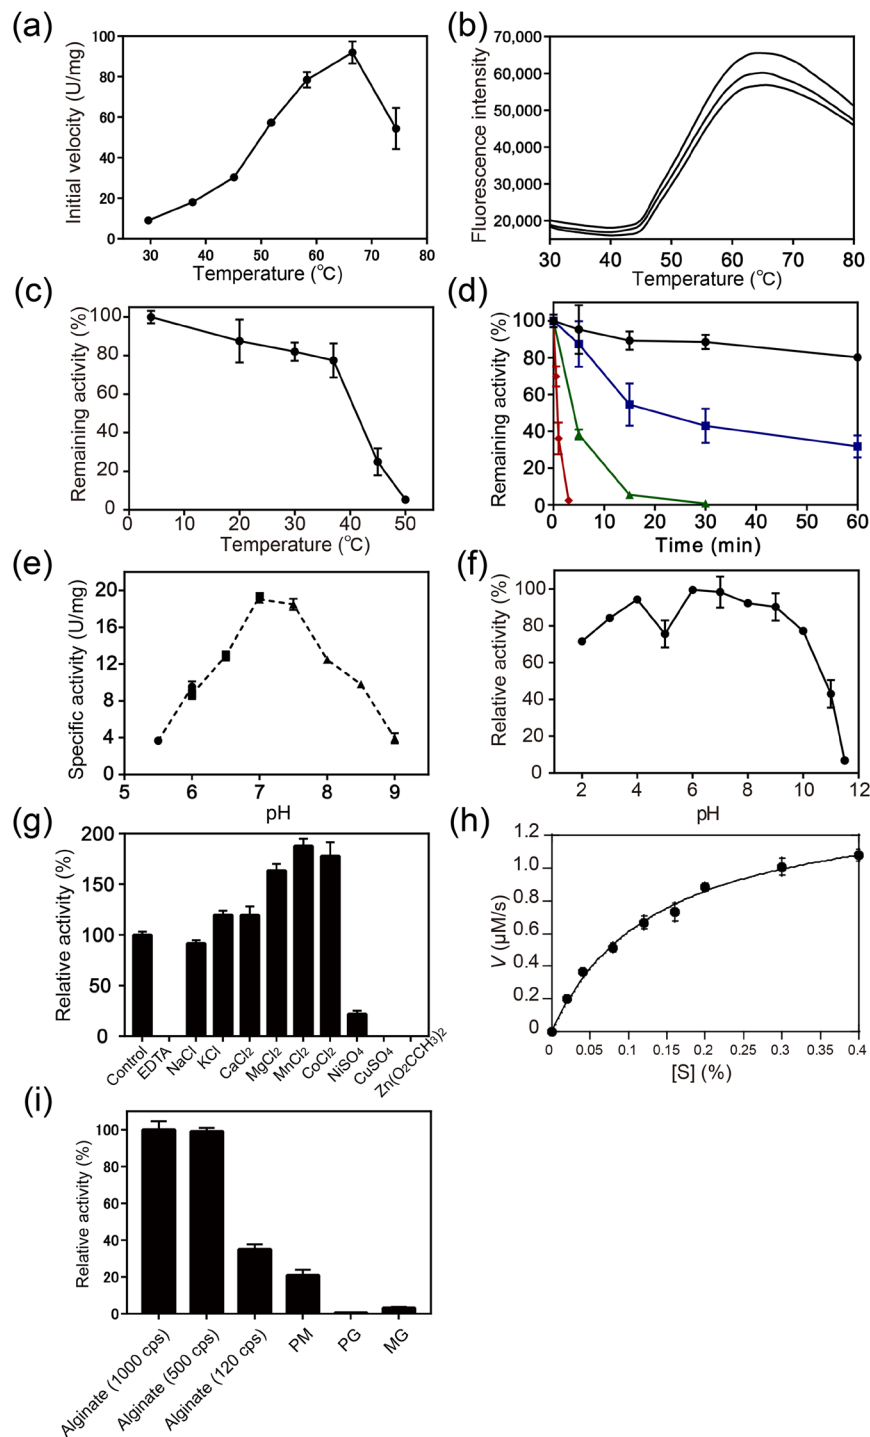 (a)
Initial velocity (U/mg)
100
80
60
40
20
0
30 40 50 60 70 80
Temperature (℃)
(b)
Fluorescence intensity
70,000
60,000
50,000
40,000
30,000
20,000
30 40 50 60 70 80
Temperature (℃)
(c)
Remaining activity (%)
100
80
60
40
20
0
0 10 20 30 40 50
Temperature (℃)
(d)
Remaining activity (%)
100
80
60
40
20
0
0 10 20 30 40 50 60
Time (min)
(e)
Specific activity (U/mg)
20
16
12
8
4
0
5 6 7 8 9
pH
(f)
Relative activity (%)
100
80
60
40
20
0
2 4 6 8 10 12
pH
(g)
Relative activity (%)
200
150
100
50
0
Control
EDTA
NaCl
KCl
CaCl2
MgCl2
MnCl2
CoCl2
NiSO4
CuSO4
Zn(O2CCH3)2
(h)
V (μM/s)
1.2
1.0
0.8
0.6
0.4
0.2
0
0 0.05 0.1 0.15 0.2 0.25 0.3 0.35 0.4
[S] (%)
(i)
Relative activity (%)
100
80
60
40
20
0
Alginate (1000 cps)
Alginate (500 cps)
Alginate (120 cps)
PM
PG
MG